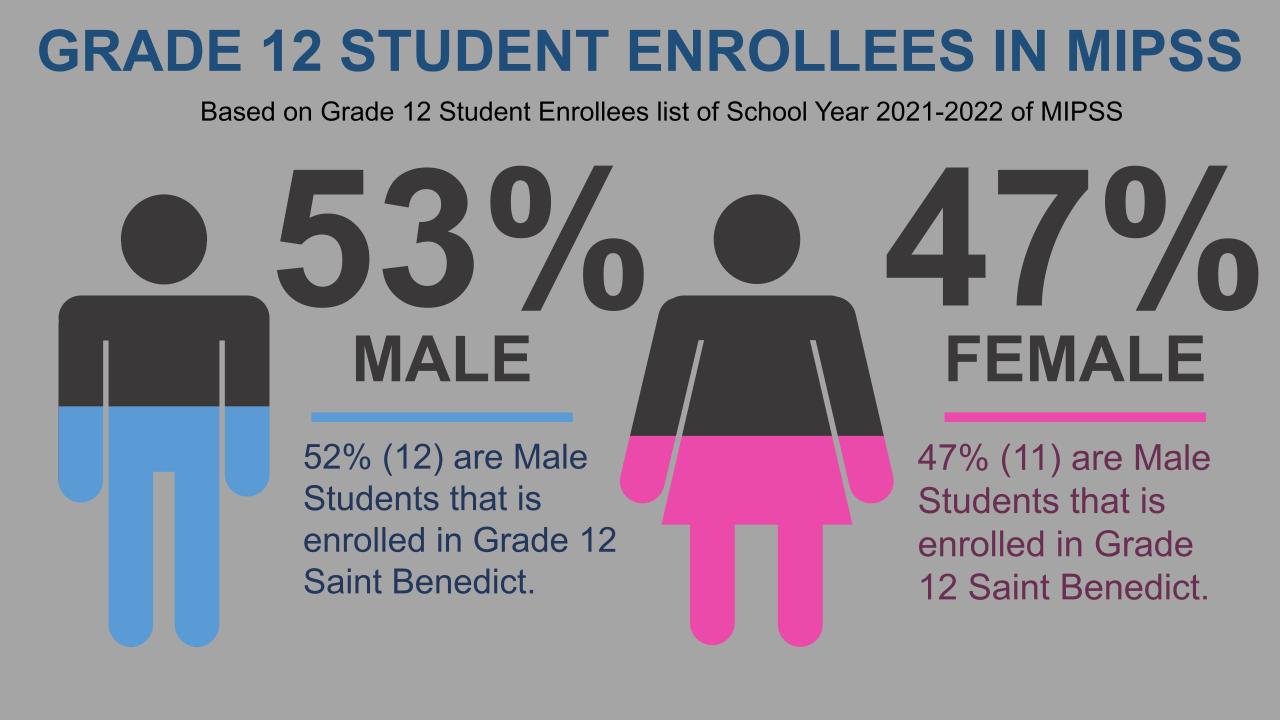 GRADE 12 STUDENT ENROLLEES IN MIPSS
Based on Grade 12 Student Enrollees list of School Year 2021-2022 of MIPSS
53%
MALE
52% (12) are Male
Students that is
enrolled in Grade 12
Saint Benedict.
47%
FEMALE
47% (11) are Male
Students that is
enrolled in Grade
12 Saint Benedict.